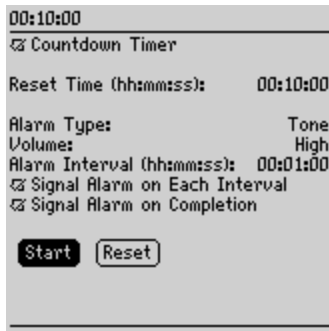 00:10:00
Countdown Timer
Reset Time (hh:mm:ss): 00:10:00
Alarm Type: Tone
Volume: High
Alarm Interval (hh:mm:ss): 00:01:00
Signal Alarm on Each Interval
Signal Alarm on Completion
Start Reset